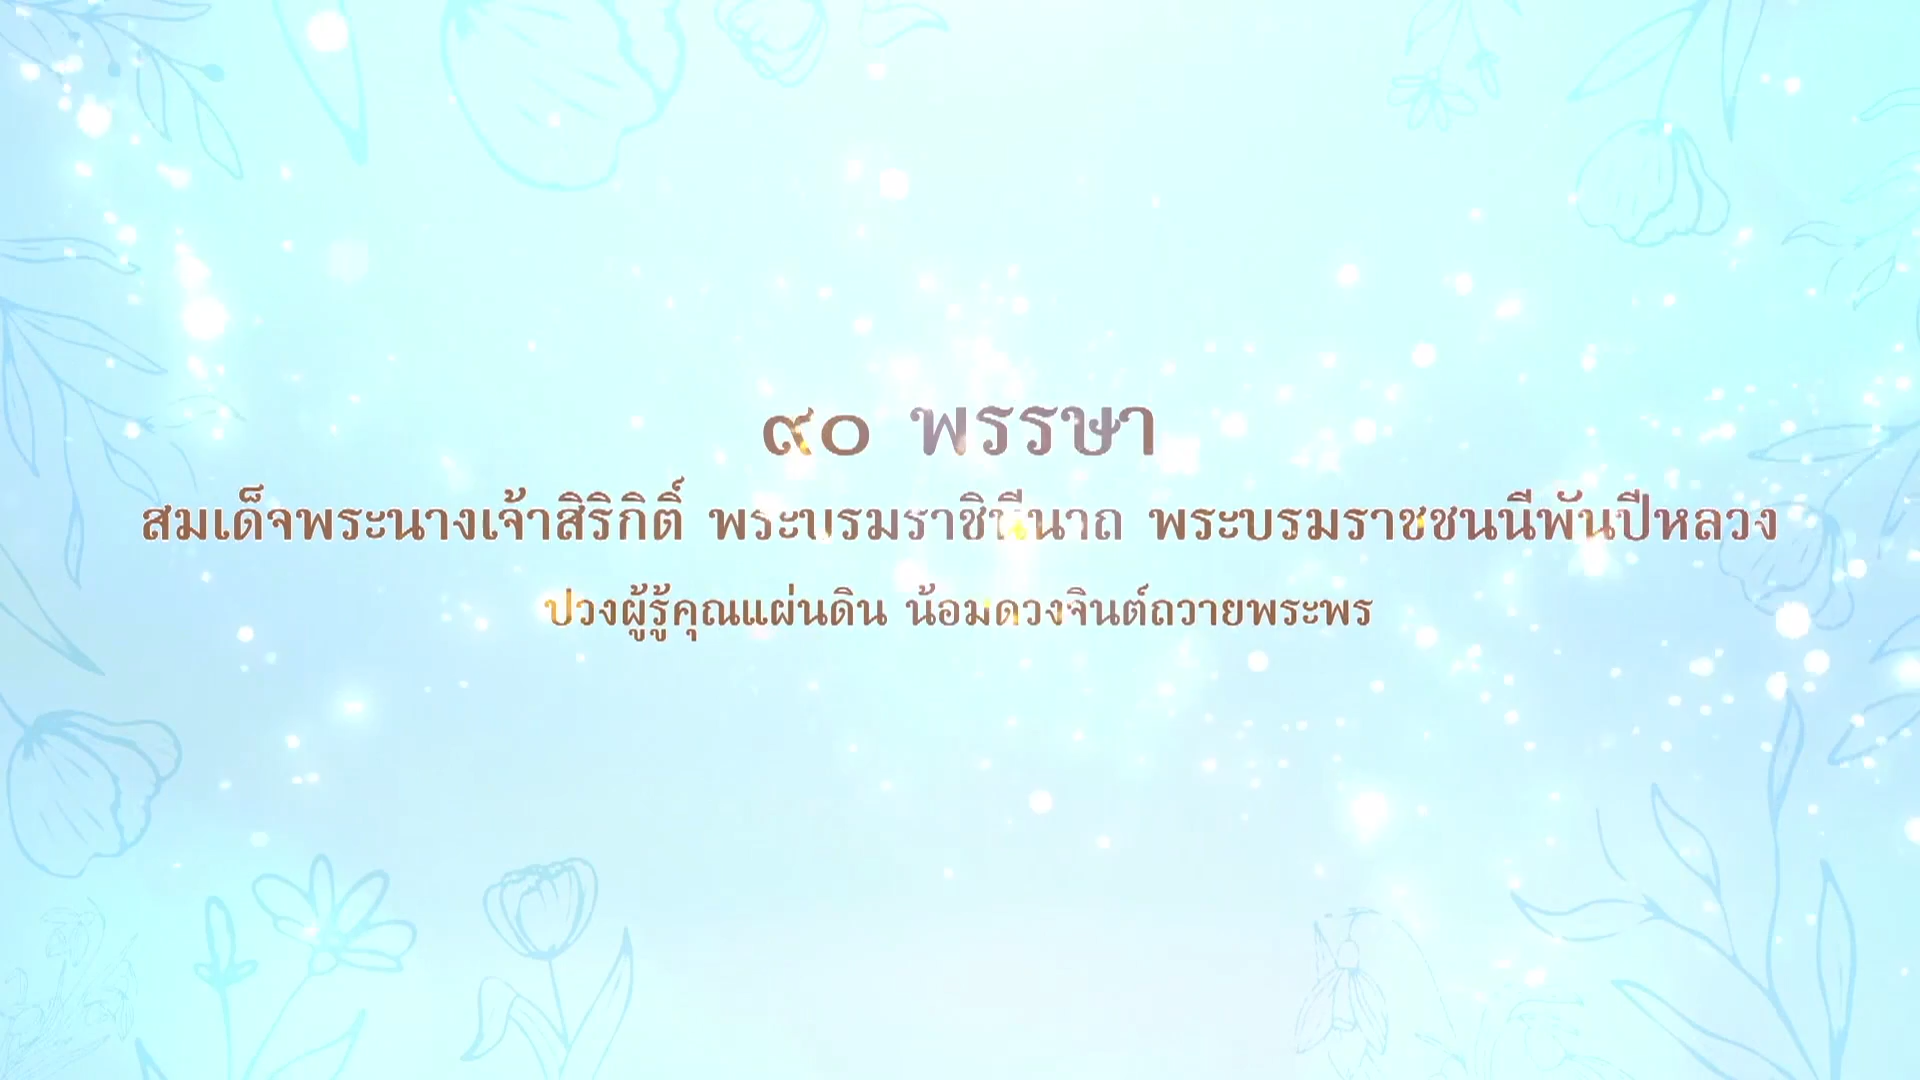 ๙๐ พรรษา
สมเด็จพระนางเจ้าสิริกิติ์ พระบรมราชินีนาถ พระบรมราชชนนีพันปีหลวง
ปวงผู้รู้คุณแผ่นดิน น้อมดวงจินต์ถวายพระพร